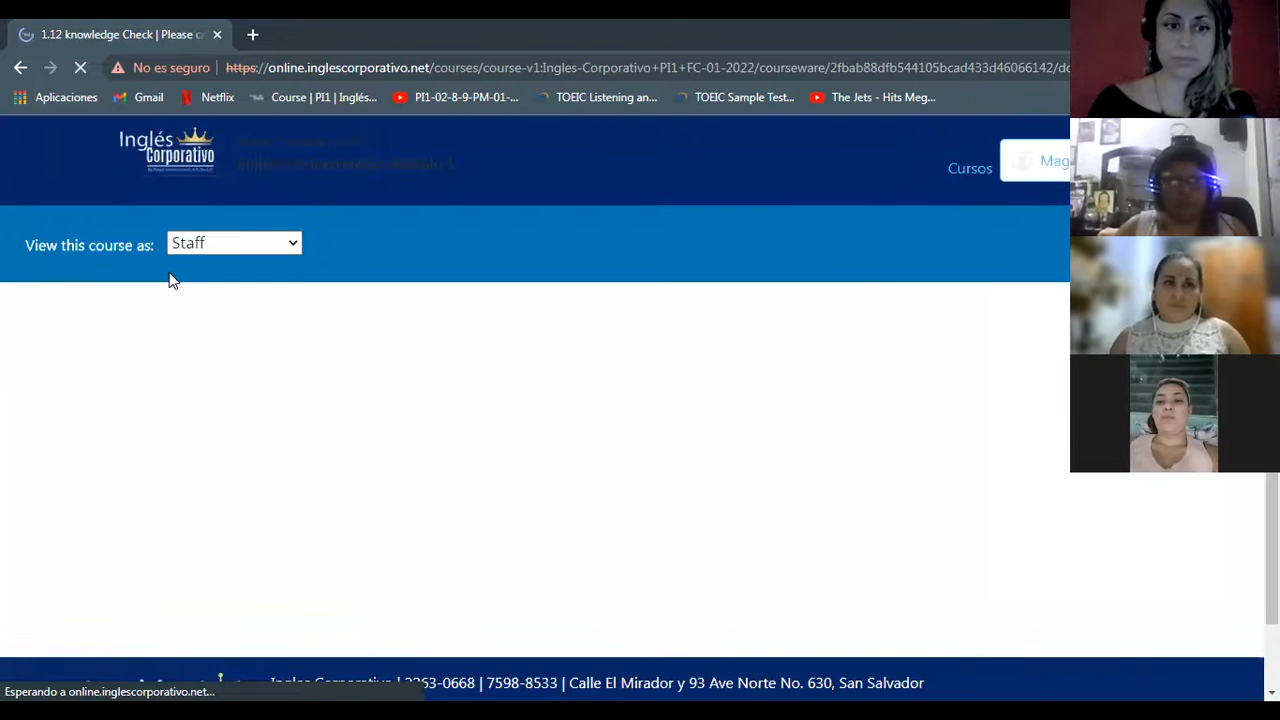 1.12 knowledge Check | Please
No es seguro
https://online.inglescorporativo.net/courses/course-v1:Ingles-Corporativo+PI1+FC-01-2022/courseware/2fbab88dfb544105bcad433d46066142/dc
Aplicaciones
Gmail
Netflix
Course | PI1 | Inglés...
PI1-02-8-9-PM-01-...
TOEIC Listening an...
TOEIC Sample Test...
The Jets - Hits Meg...
Inglés
Corporativo
Cursos
Mag
View this course as:
Staff
Ingles Corporativo | 2263-0668 | 7598-8533 | Calle El Mirador y 93 Ave Norte No. 630, San Salvador
Esperando a online.inglescorporativo.net...